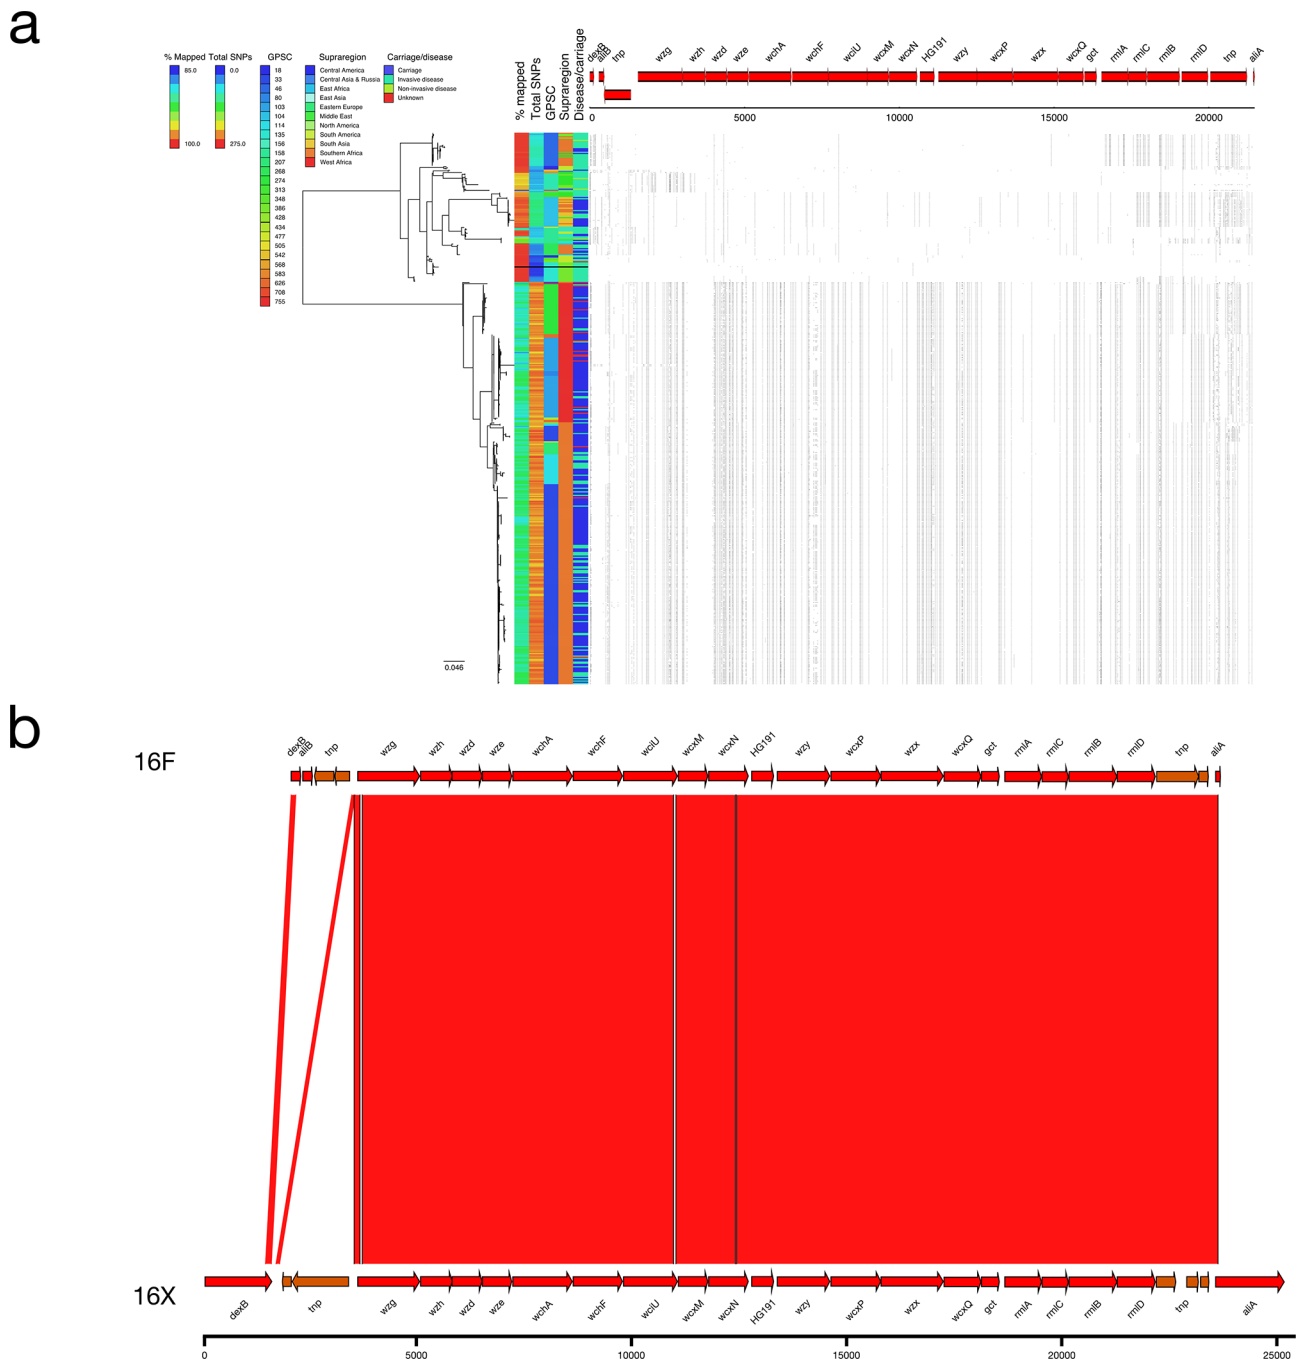 a
% Mapped Total SNPs GPSC Supraregion Carriage/disease
85.0 0.0
100.0 275.0
18
33
46
80
103
104
114
135
156
158
207
268
274
313
348
386
428
434
477
505
542
568
583
626
708
755
Central America
Central Asia & Russia
East Africa
East Asia
Eastern Europe
Middle East
North America
South America
South Asia
Southern Africa
West Africa
Carriage
Invasive disease
Non-invasive disease
Unknown
% mapped
Total SNPs
GPSC
Supraregion
Disease/carriage
dexB aliB tnp wzg wzh wzd wze wchA wchF wciU wcxM wcxN HG191 wzy wcxP wzx wcxQ gct rmlA rmlC rmlB rmlD tnp aliA
0 5000 10000 15000 20000
0.046
b
16F
dexB aliB tnp wzg wzh wzd wze wchA wchF wciU wcxM wcxN HG191 wzy wcxP wzx wcxQ gct rmlA rmlC rmlB rmlD tnp aliA
16X
dexB tnp wzg wzh wzd wze wchA wchF wciU wcxM wcxN HG191 wzy wcxP wzx wcxQ gct rmlA rmlC rmlB rmlD tnp aliA
0 5000 10000 15000 20000 25000